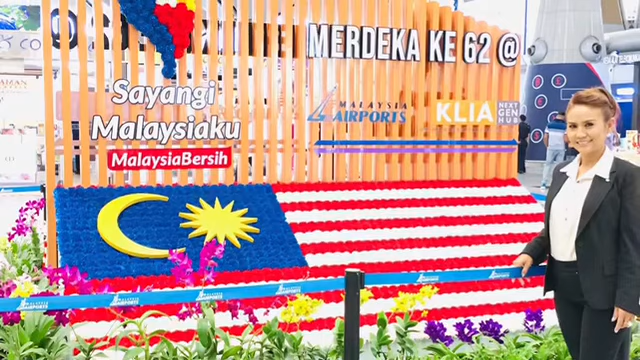 MERDEKA KE 62 @
Sayangi
Malaysiaku
MalaysiaBersih
MALAYSIA
AIRPORTS
KLIA NEXT
GEN
HUB